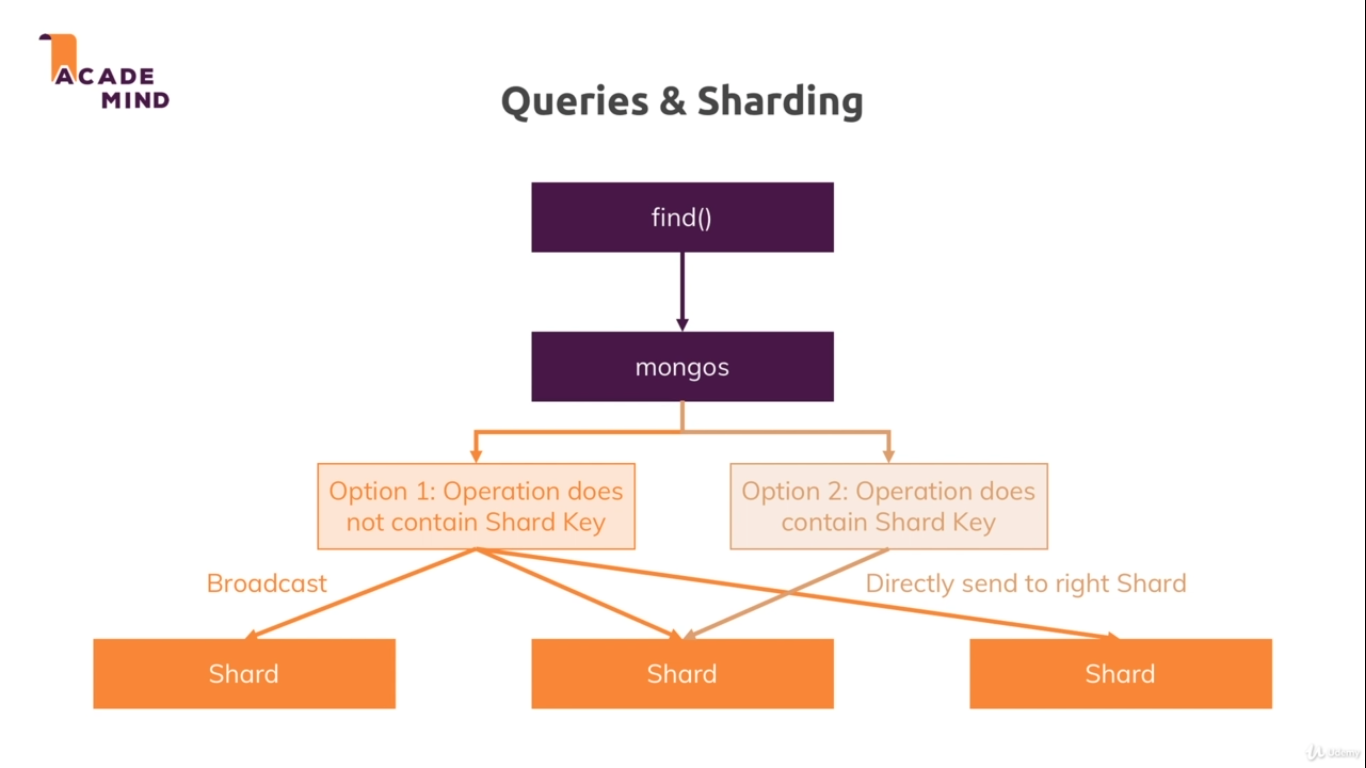 ACADE
MIND
Queries & Sharding
find()
mongos
Option 1: Operation does
not contain Shard Key
Option 2: Operation does
contain Shard Key
Broadcast
Directly send to right Shard
Shard
Shard
Shard
Udemy